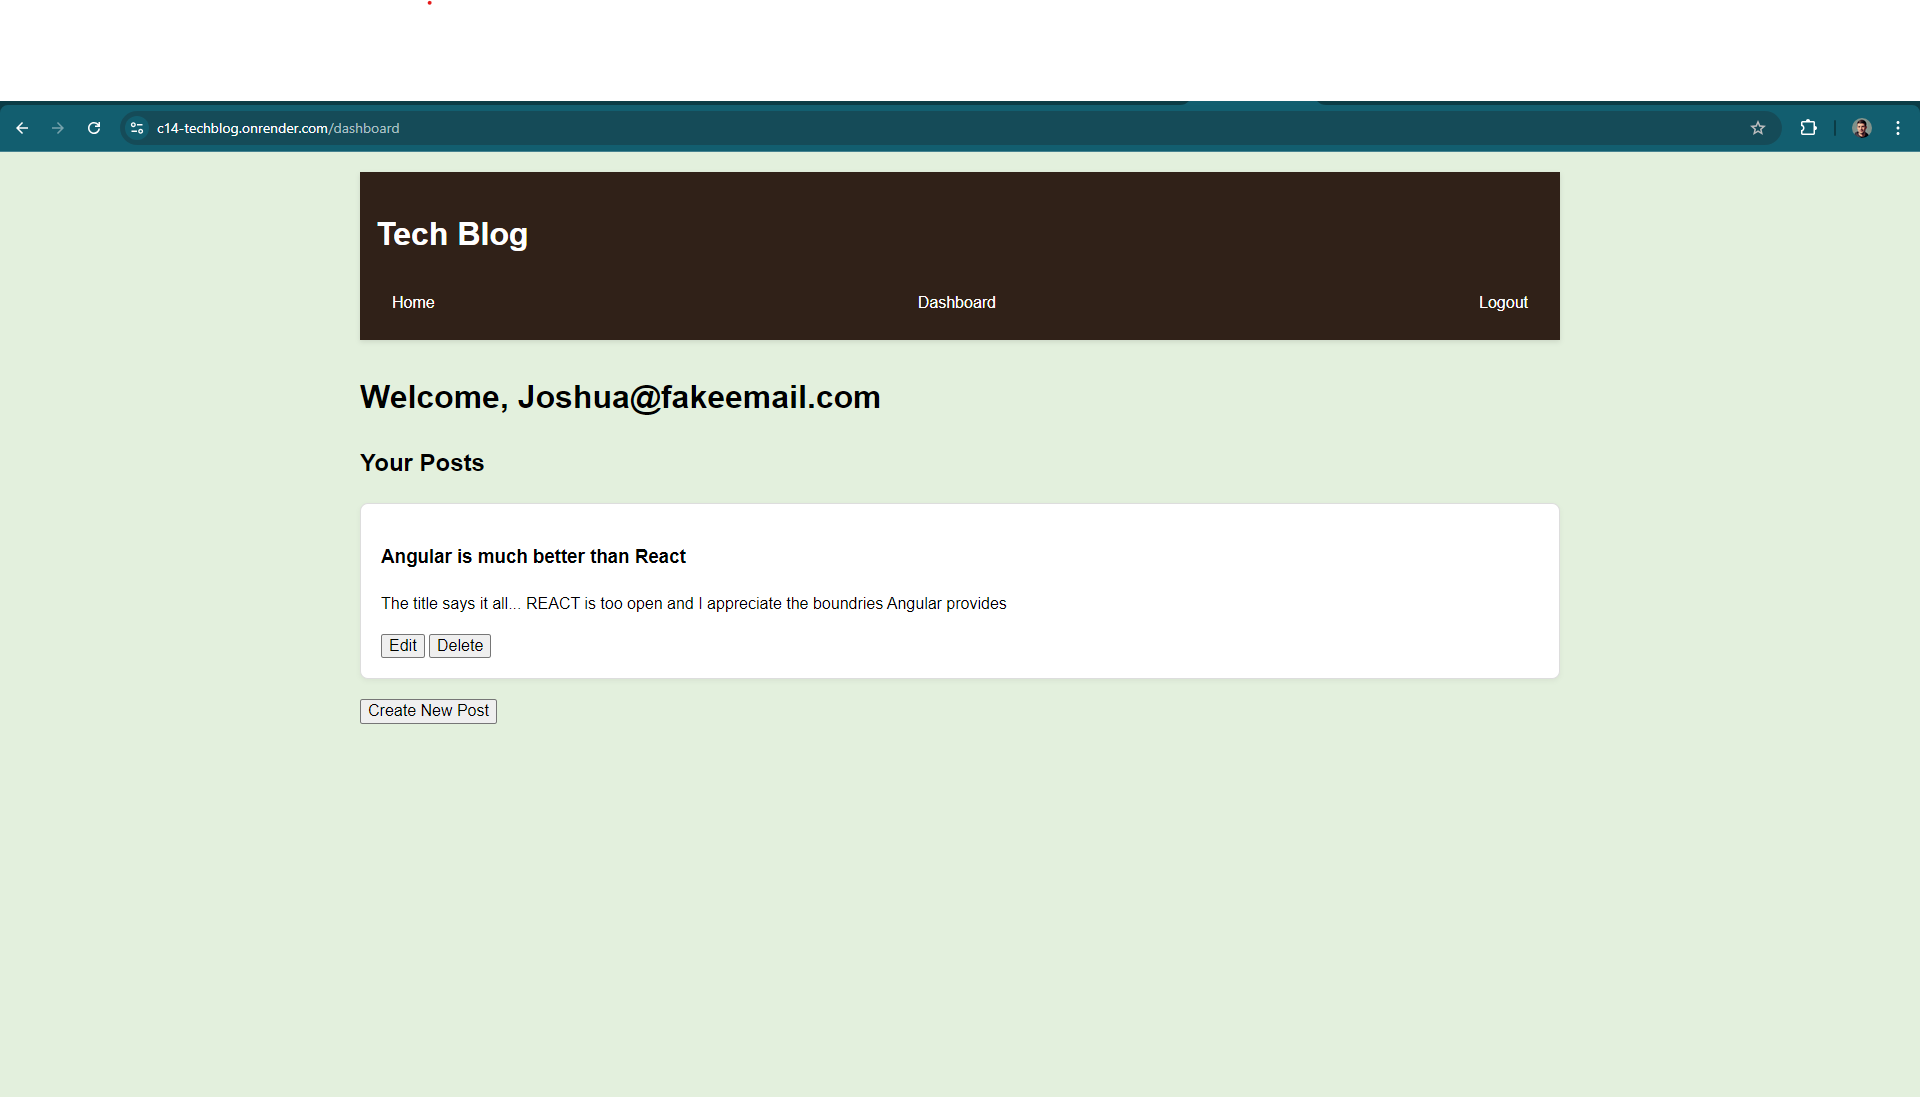 c14-techblog.onrender.com/dashboard
Tech Blog
Home Dashboard Logout
Welcome, Joshua@fakeemail.com
Your Posts
Angular is much better than React
The title says it all... REACT is too open and I appreciate the boundries Angular provides
Edit Delete
Create New Post